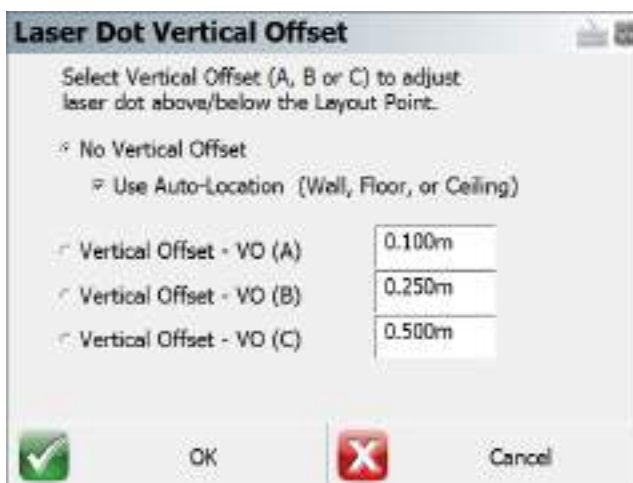 Laser Dot Vertical Offset
Select Vertical Offset (A, B or C) to adjust
laser dot above/below the Layout Point.
No Vertical Offset
Use Auto-Location (Wall, Floor, or Ceiling)
Vertical Offset - VO (A) 0.100m
Vertical Offset - VO (B) 0.250m
Vertical Offset - VO (C) 0.500m
OK Cancel